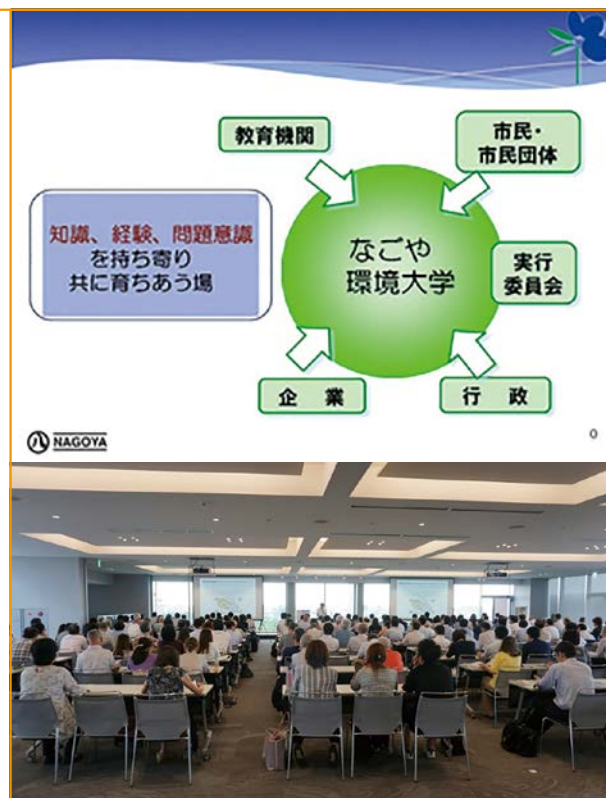 教育機関
市民・
市民団体
知識、経験、問題意識
を持ち寄り
共に育ちあう場
なごや
環境大学
実行
委員会
企 業
行 政
NAGOYA
0